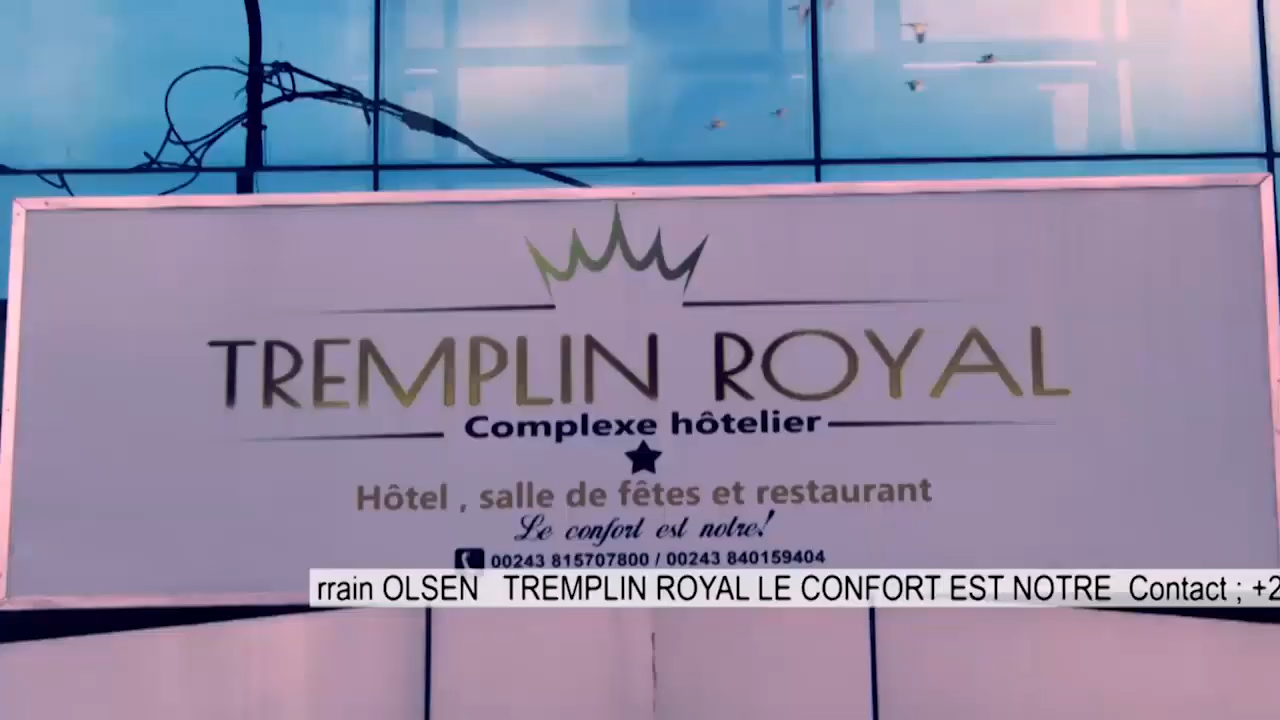 TREMPLIN ROYAL
Complexe hôtelier
Hôtel , salle de fêtes et restaurant
Le confort est notre!
00243 815707800 / 00243 840159404
rrain OLSEN TREMPLIN ROYAL LE CONFORT EST NOTRE Contact ; +2